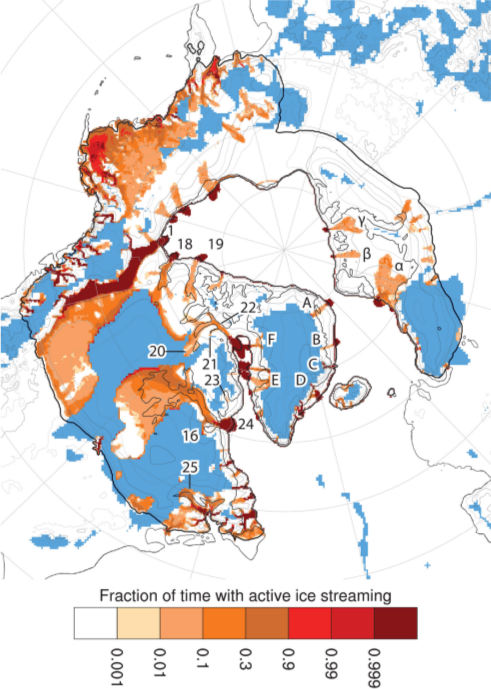 γ
1
18
19
β
α
22
A
F
B
20
21
C
23
E
D
24
16
25
Fraction of time with active ice streaming
0.001
0.01
0.1
0.3
0.9
0.99
0.999